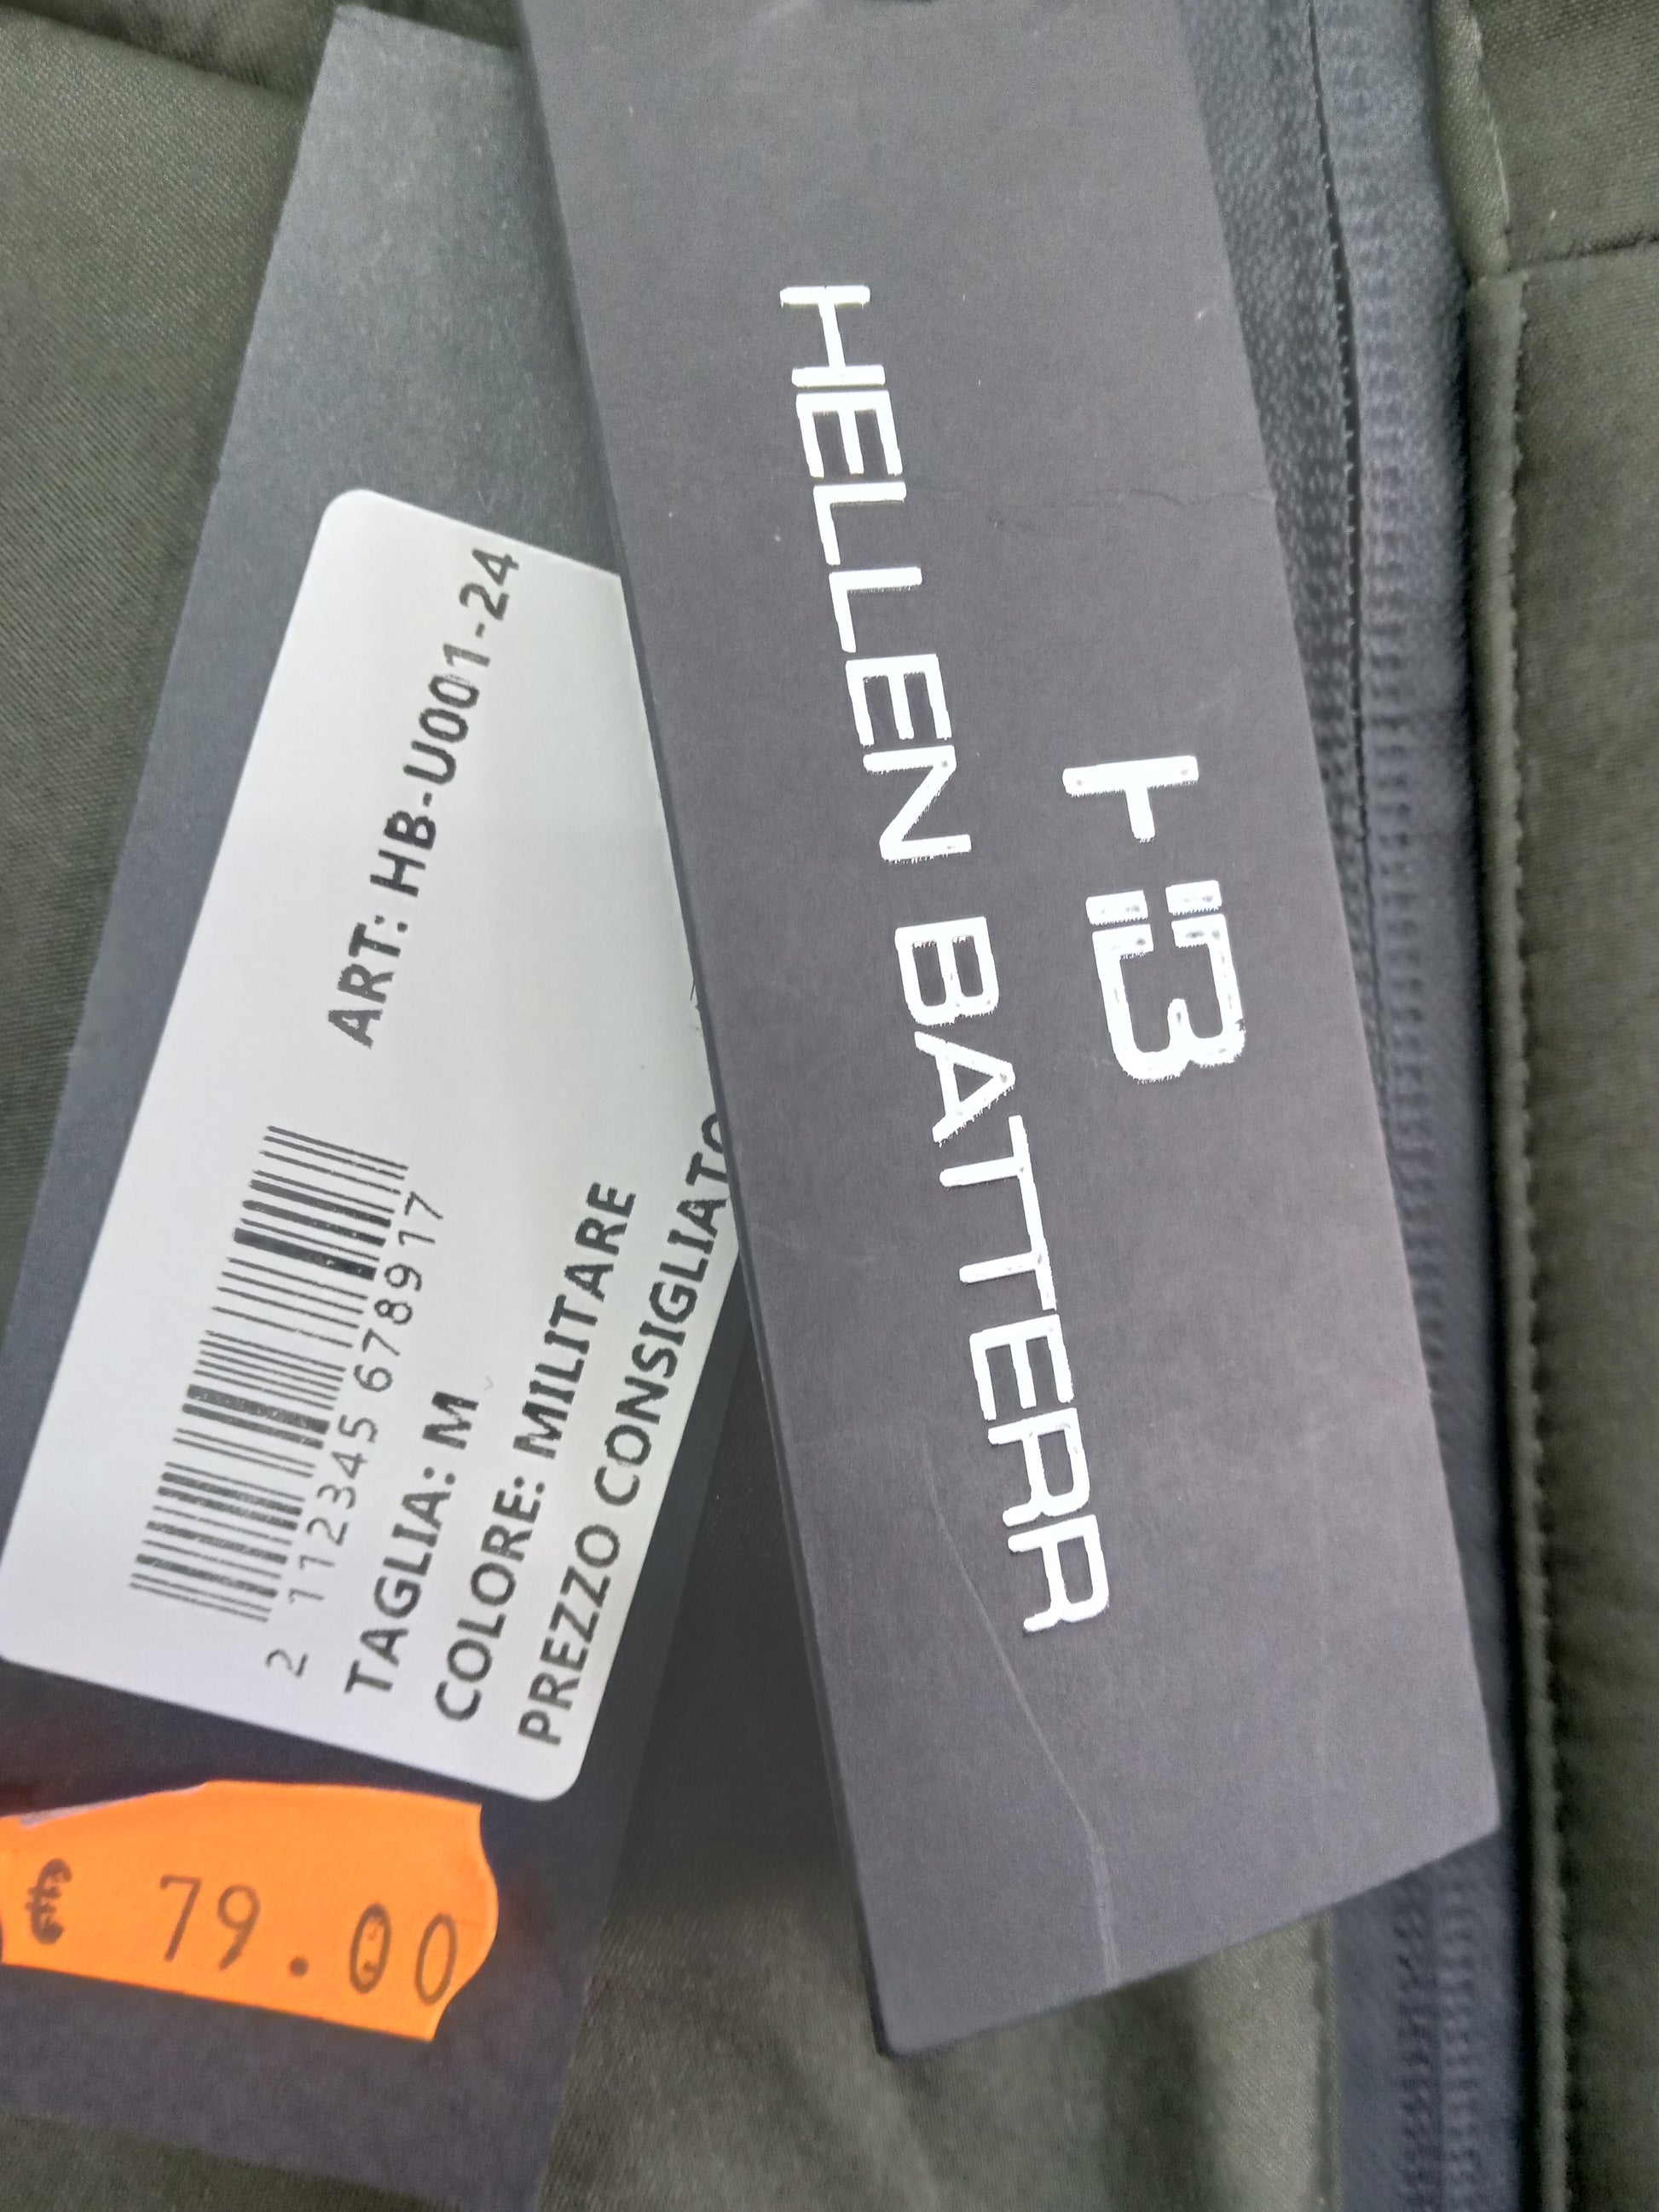 HB
HELLEN BATTERR
ART: HB-U001-24
2 112345 678917
TAGLIA: M
COLORE: MILITARE
PREZZO CONSIGLIATO
€ 79.00